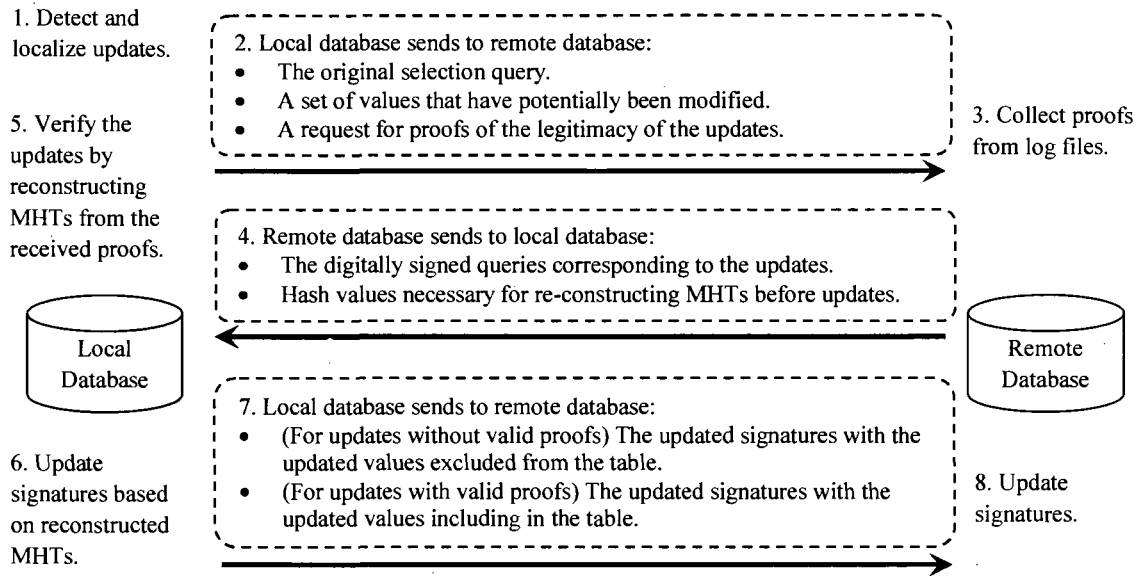 1. Detect and
localize updates.
2. Local database sends to remote database:
• The original selection query.
• A set of values that have potentially been modified.
• A request for proofs of the legitimacy of the updates.
3. Collect proofs
from log files.
5. Verify the
updates by
reconstructing
MHTs from the
received proofs.
4. Remote database sends to local database:
• The digitally signed queries corresponding to the updates.
• Hash values necessary for re-constructing MHTs before updates.
Local
Database
Remote
Database
7. Local database sends to remote database:
• (For updates without valid proofs) The updated signatures with the
updated values excluded from the table.
• (For updates with valid proofs) The updated signatures with the
updated values including in the table.
6. Update
signatures based
on reconstructed
MHTs.
8. Update
signatures.